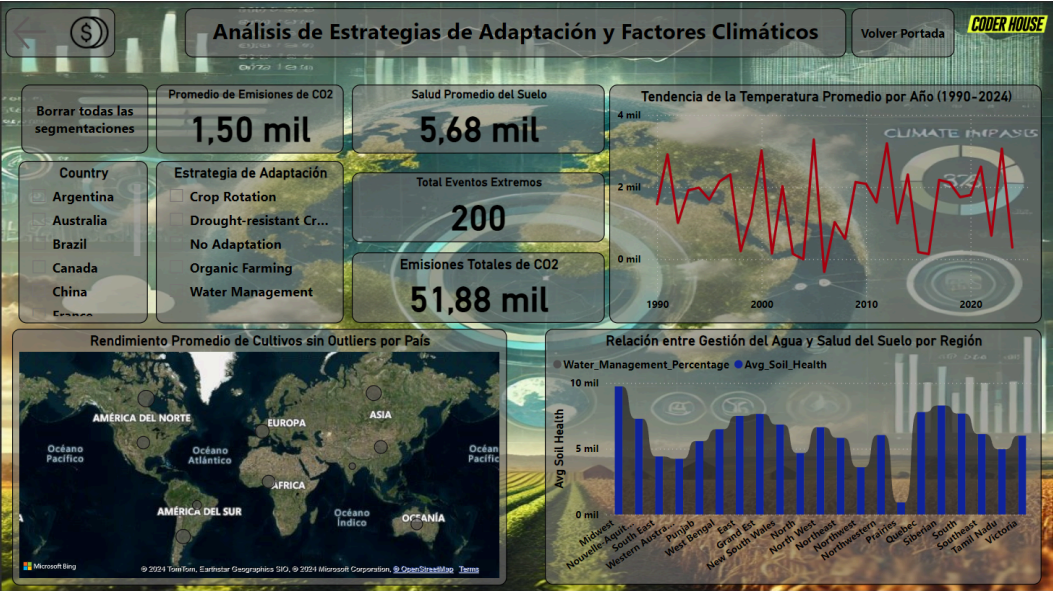 Análisis de Estrategias de Adaptación y Factores Climáticos
Volver Portada
CODER HOUSE
Borrar todas las
segmentaciones
Promedio de Emisiones de CO2
1,50 mil
Salud Promedio del Suelo
5,68 mil
Total Eventos Extremos
200
Emisiones Totales de CO2
51,88 mil
Country
Argentina
Australia
Brazil
Canada
China
France
Estrategia de Adaptación
Crop Rotation
Drought-resistant Cr...
No Adaptation
Organic Farming
Water Management
Tendencia de la Temperatura Promedio por Año (1990-2024)
4 mil
2 mil
0 mil
1990
2000
2010
2020
CLIMATE
Rendimiento Promedio de Cultivos sin Outliers por País
AMÉRICA DEL NORTE
EUROPA
ASIA
Océano
Pacífico
Océano
Atlántico
Océano
Pacífic
ÁFRICA
AMÉRICA DEL SUR
Océano
Índico
OCEANÍA
A
Microsoft Bing
© 2024 TomTom, Earthstar Geographics SIO, © 2024 Microsoft Corporation, © OpenStreetMap Terms
Relación entre Gestión del Agua y Salud del Suelo por Región
Water_Management_Percentage
Avg_Soil_Health
Avg Soil Health
10 mil
5 mil
0 mil
Midwest
Nouvelle-Aquit...
South East
Western Austra...
Punjab
West Bengal
East
Grand Est
New South Wales
North
North West
Northeast
Northwest
Northwestern
Prairies
Quebec
Siberian
South
Southeast
Tamil Nadu
Victoria